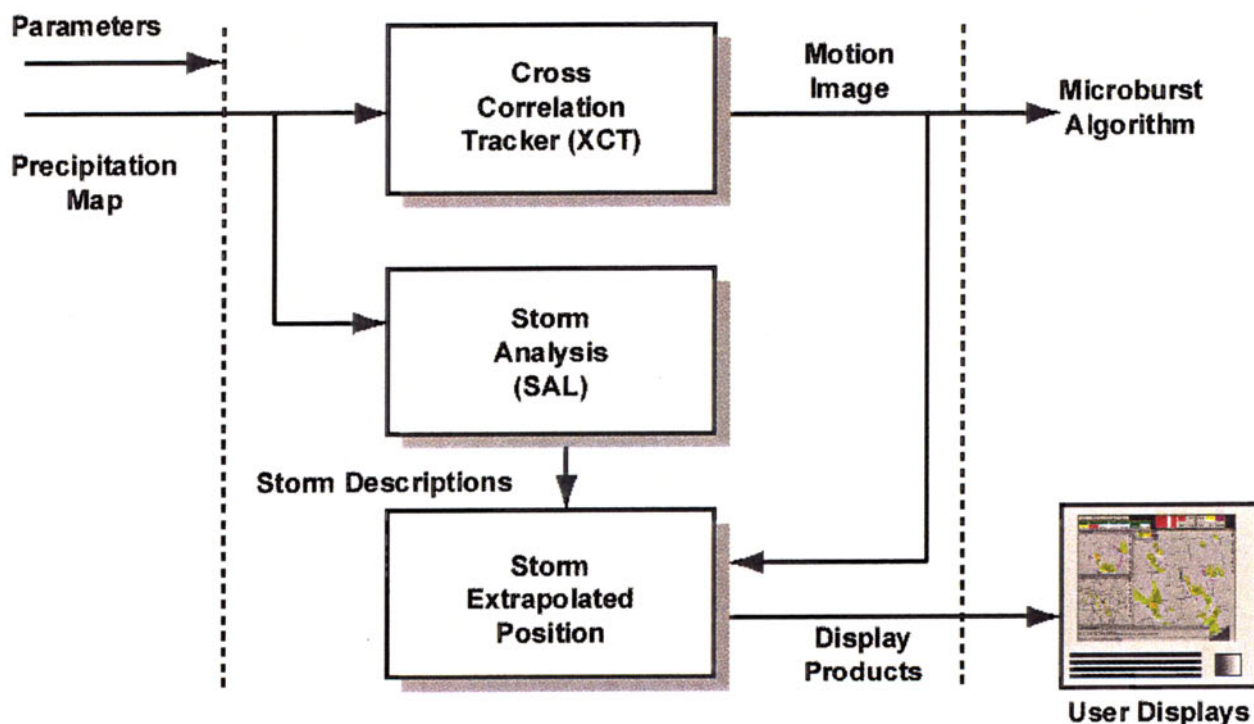 Parameters
Precipitation
Map
Cross
Correlation
Tracker (XCT)
Motion
Image
Microburst
Algorithm
Storm
Analysis
(SAL)
Storm Descriptions
Storm
Extrapolated
Position
Display
Products
User Displays